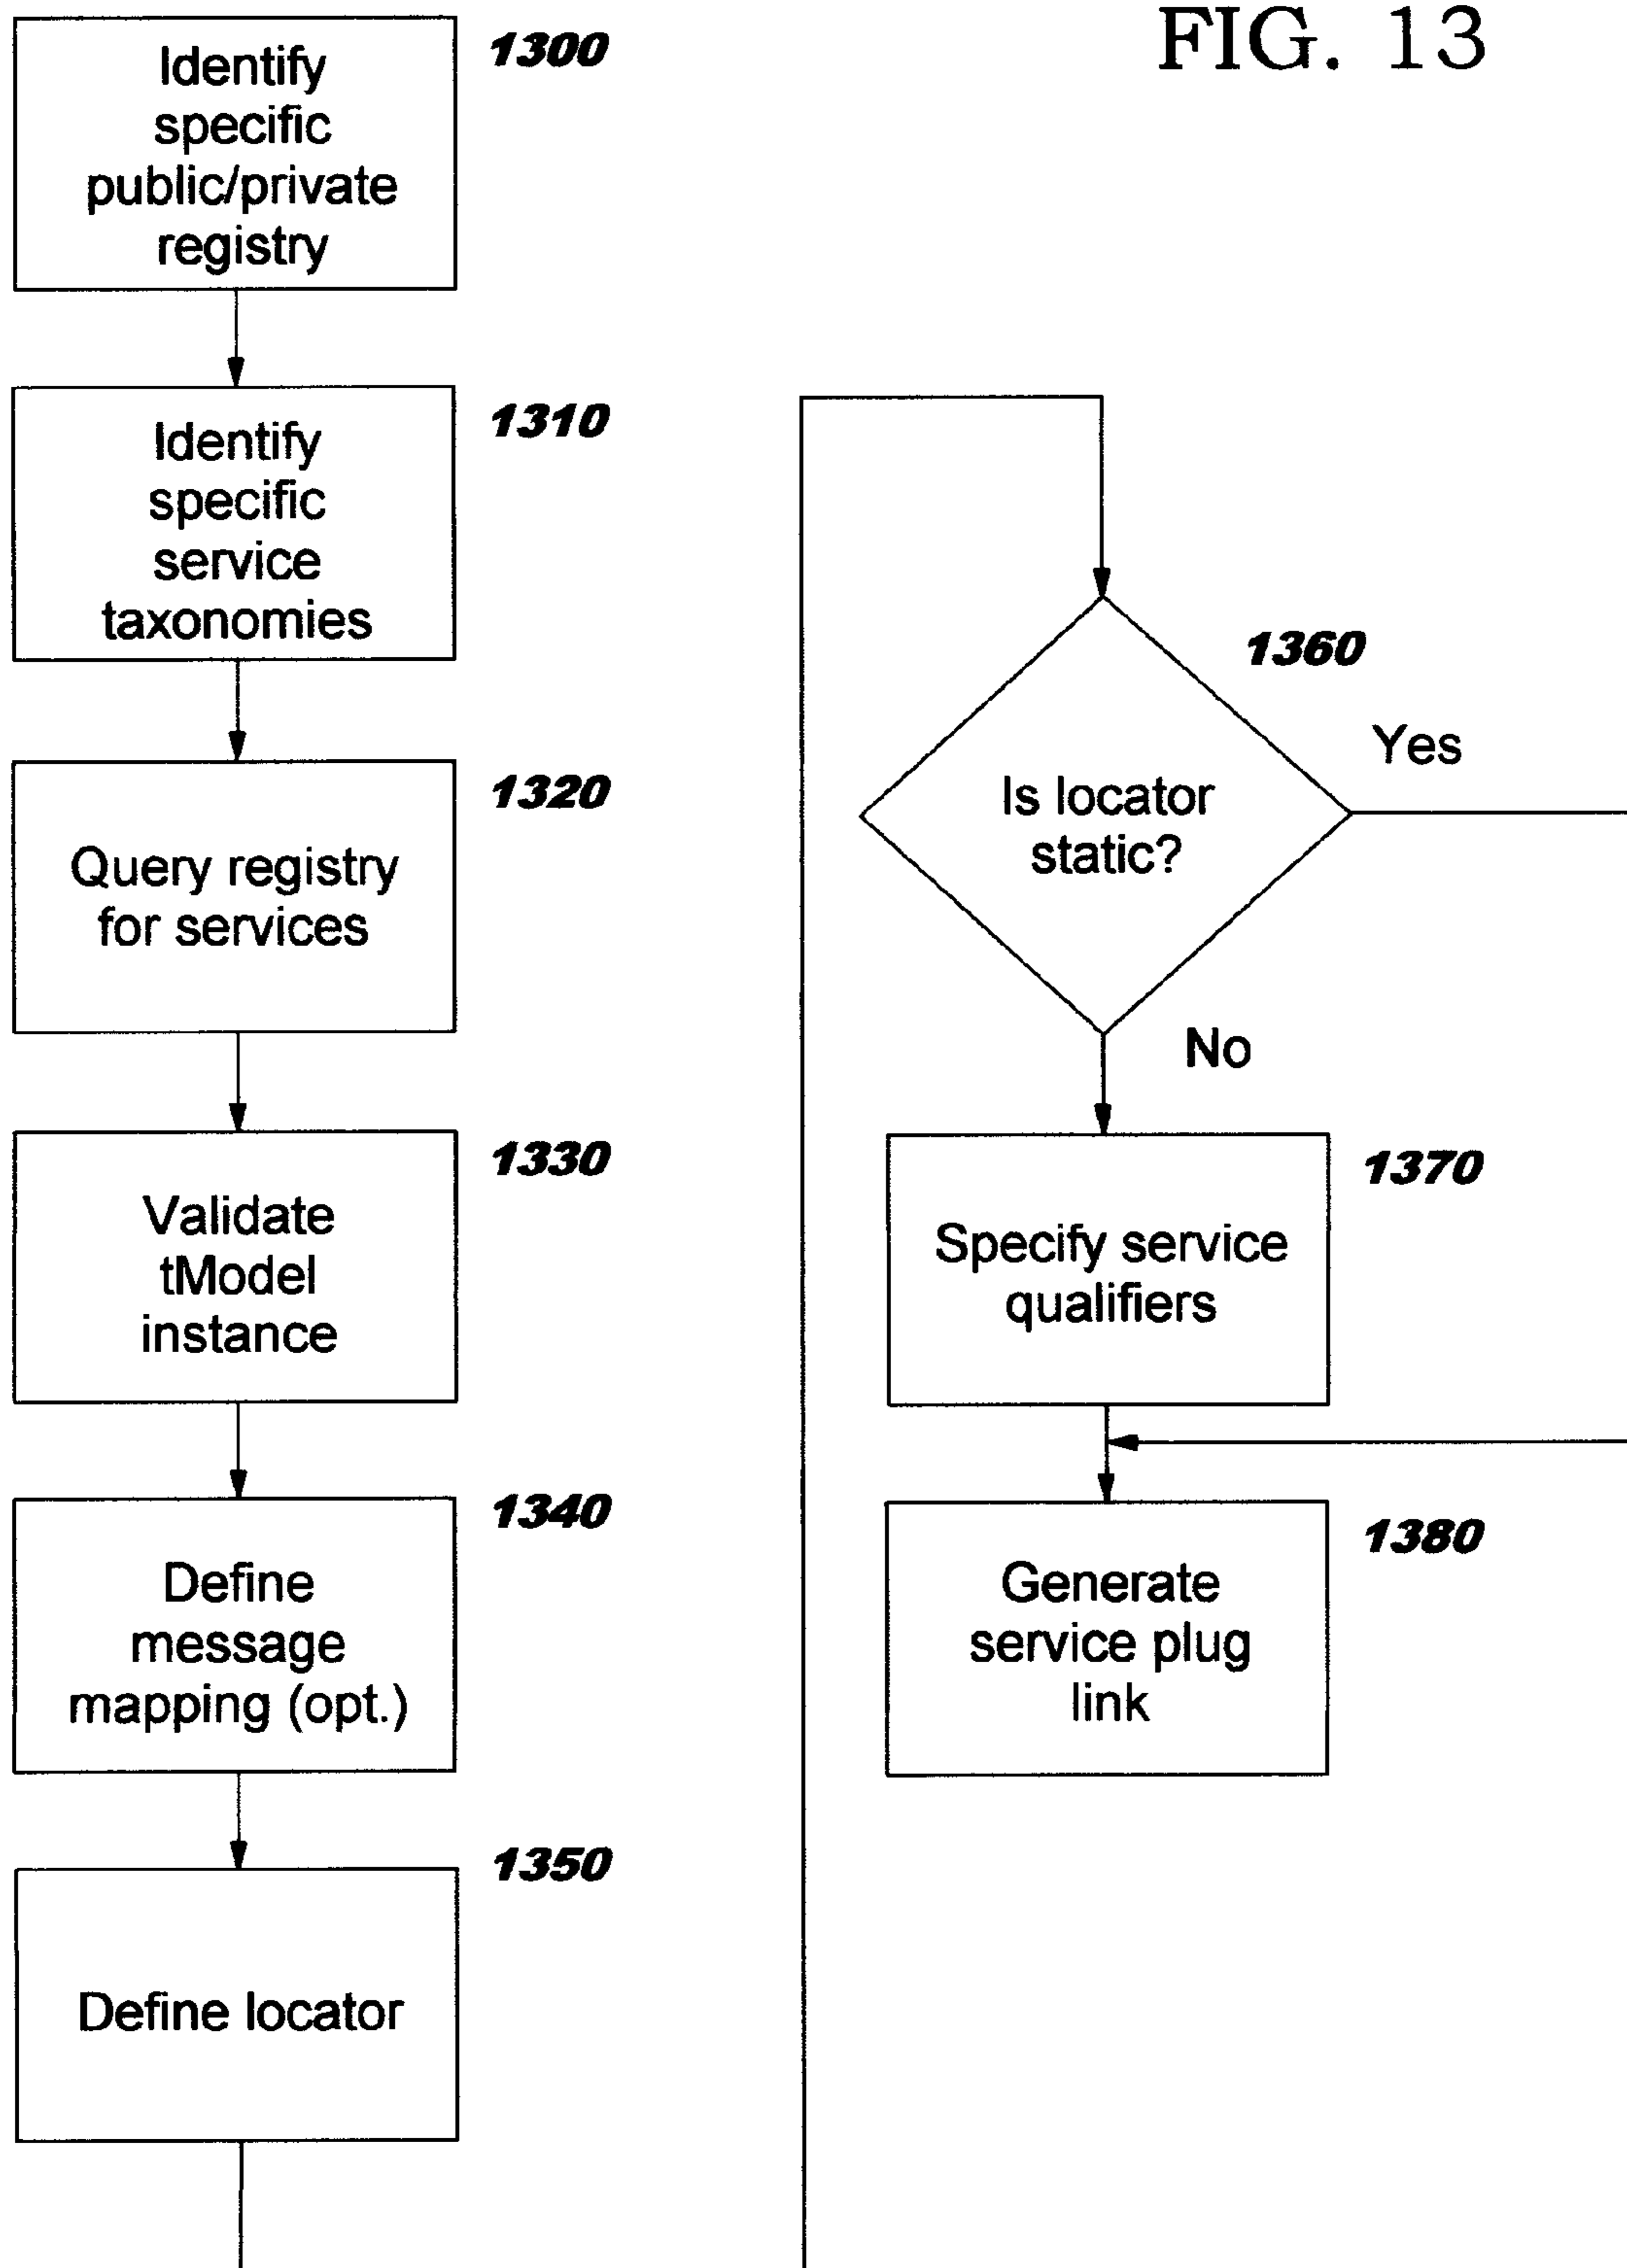 FIG. 13
1300
Identify
specific
public/private
registry
1310
Identify
specific
service
taxonomies
1320
Query registry
for services
1330
Validate
tModel
instance
1340
Define
message
mapping (opt.)
1350
Define locator
1360
Is locator
static?
Yes
No
1370
Specify service
qualifiers
1380
Generate
service plug
link